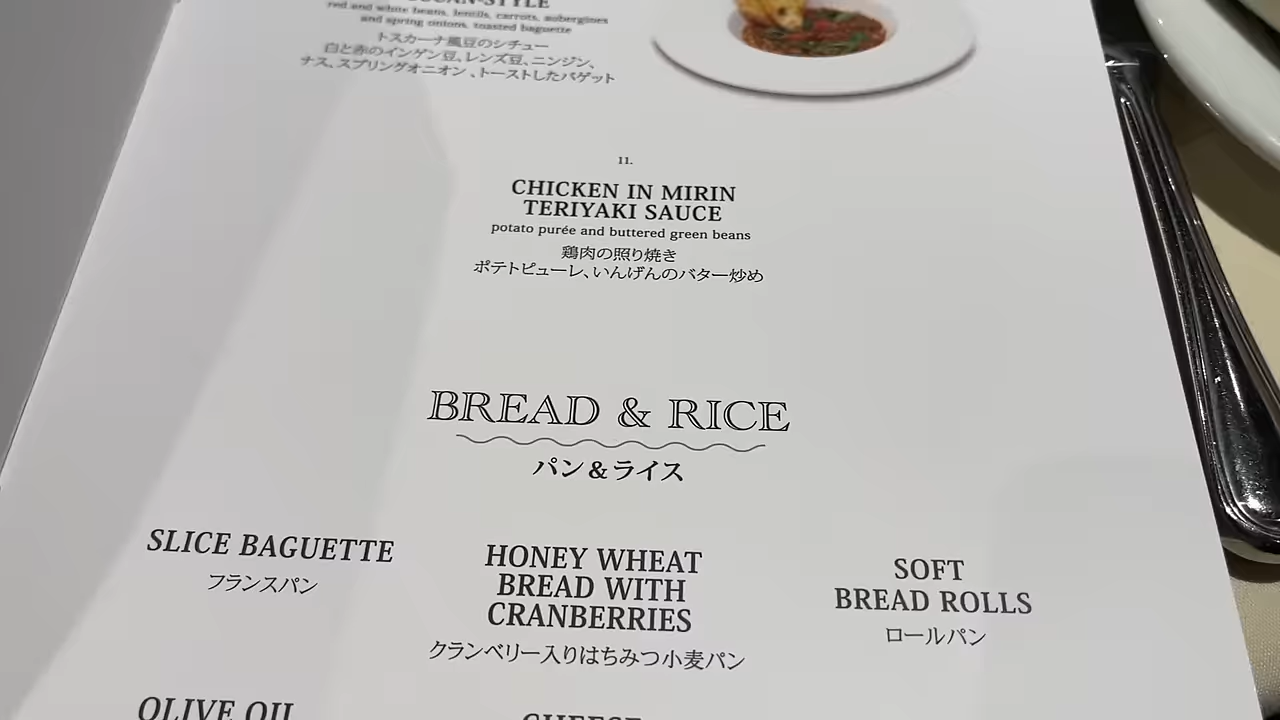 red and white beans, lentils, carrots, aubergines
and spring onions, toasted baguette
トスカーナ風豆のシチュー
白と赤のインゲン豆、レンズ豆、ニンジン、
ナス、スプリングオニオン、トーストしたバゲット
11.
CHICKEN IN MIRIN
TERIYAKI SAUCE
potato purée and buttered green beans
鶏肉の照り焼き
ポテトピューレ、いんげんのバター炒め
BREAD & RICE
パン&ライス
SLICE BAGUETTE
フランスパン
HONEY WHEAT
BREAD WITH
CRANBERRIES
クランベリー入りはちみつ小麦パン
SOFT
BREAD ROLLS
ロールパン
OLIVE OIL